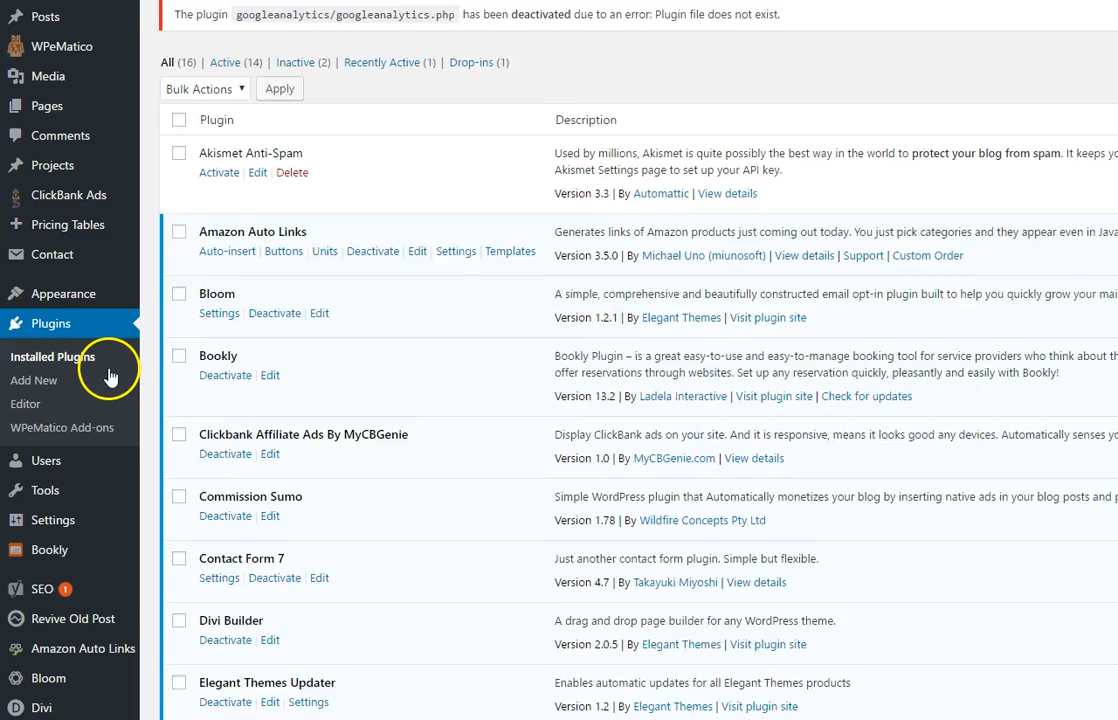 Posts
WPeMatico
Media
Pages
Comments
Projects
ClickBank Ads
Pricing Tables
Contact
Appearance
Plugins
Installed Plugins
Add New
Editor
WPeMatico Add-ons
Users
Tools
Settings
Bookly
SEO 1
Revive Old Post
Amazon Auto Links
Bloom
Divi
The plugin googleanalytics/googleanalytics.php has been deactivated due to an error: Plugin file does not exist.
All (16) | Active (14) | Inactive (2) | Recently Active (1) | Drop-ins (1)
Bulk Actions Apply
Plugin Description
Akismet Anti-Spam
Activate | Edit | Delete
Used by millions, Akismet is quite possibly the best way in the world to protect your blog from spam. It keeps
Akismet Settings page to set up your API key.
Version 3.3 | By Automattic | View details
Amazon Auto Links
Auto-insert | Buttons | Units | Deactivate | Edit | Settings | Templates
Generates links of Amazon products just coming out today. You just pick categories and they appear even in
Version 3.5.0 | By Michael Uno (miunosoft) | View details | Support | Custom Order
Bloom
Settings | Deactivate | Edit
A simple, comprehensive and beautifully constructed email opt-in plugin built to help you quickly grow your
Version 1.2.1 | By Elegant Themes | Visit plugin site
Bookly
Deactivate | Edit
Bookly Plugin – is a great easy-to-use and easy-to-manage booking tool for service providers who think about
offer reservations through websites. Set up any reservation quickly, pleasantly and easily with Bookly!
Version 13.2 | By Ladela Interactive | Visit plugin site | Check for updates
Clickbank Affiliate Ads By MyCBGenie
Deactivate | Edit
Display ClickBank ads on your site. And it is responsive, means it looks good any devices. Automatically senses
Version 1.0 | By MyCBGenie.com | View details
Commission Sumo
Deactivate | Edit
Simple WordPress plugin that Automatically monetizes your blog by inserting native ads in your blog posts and
Version 1.78 | By Wildfire Concepts Pty Ltd
Contact Form 7
Settings | Deactivate | Edit
Just another contact form plugin. Simple but flexible.
Version 4.7 | By Takayuki Miyoshi | View details
Divi Builder
Deactivate | Edit
A drag and drop page builder for any WordPress theme.
Version 2.0.5 | By Elegant Themes | Visit plugin site
Elegant Themes Updater
Deactivate | Edit | Settings
Enables automatic updates for all Elegant Themes products
Version 1.2 | By Elegant Themes | Visit plugin site